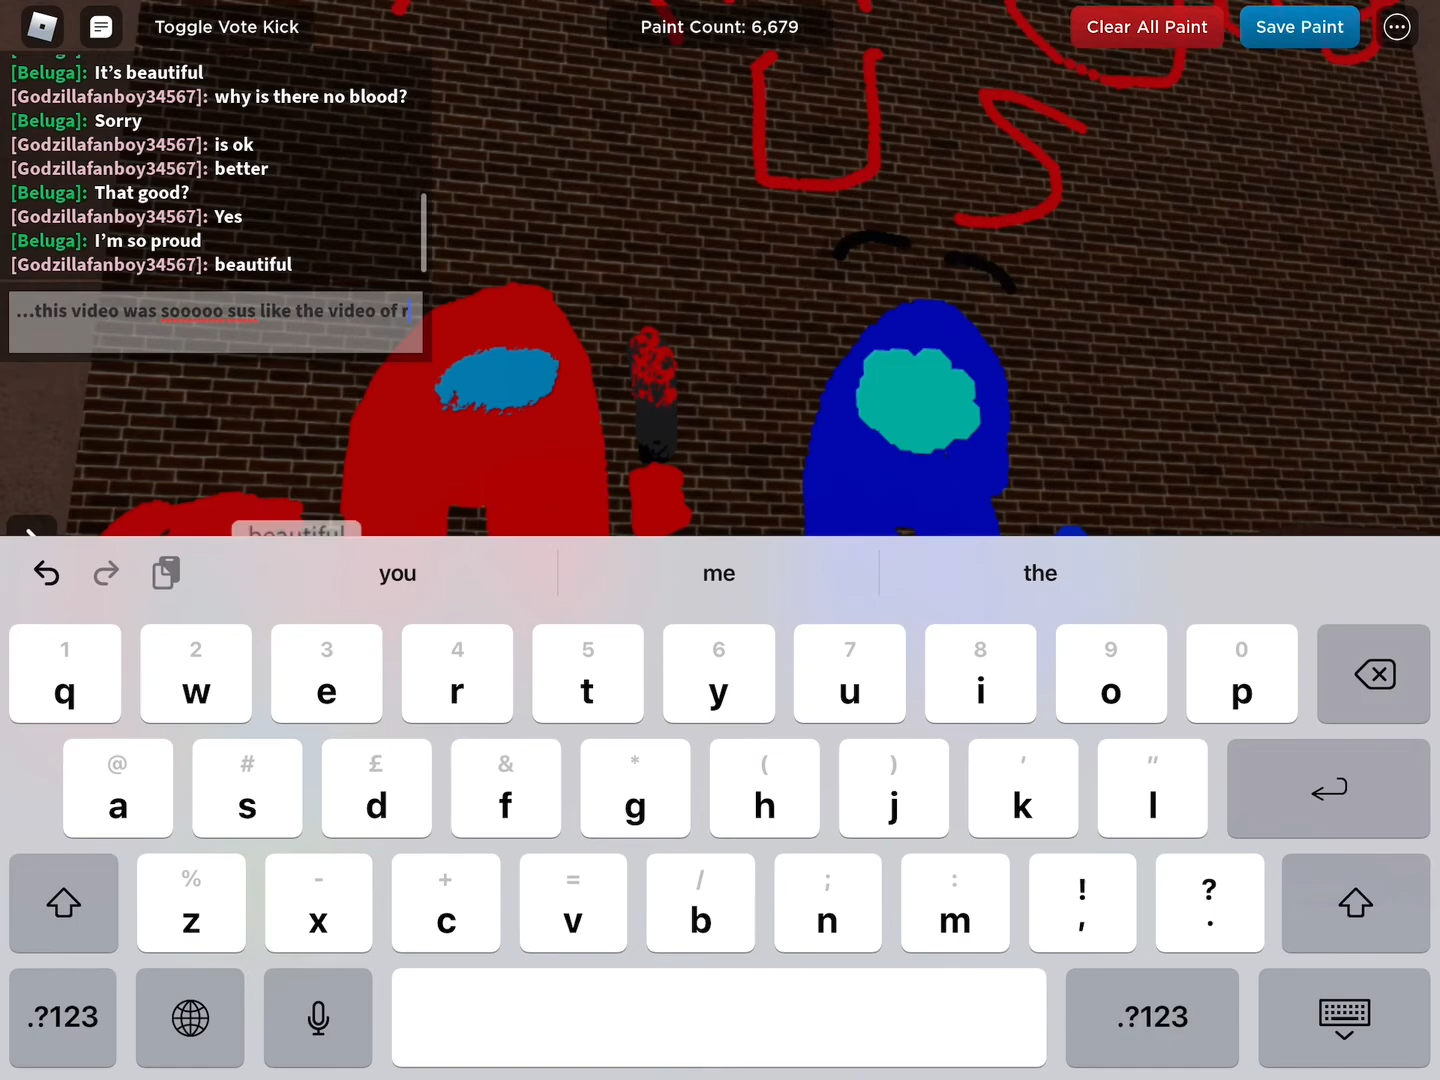 Toggle Vote Kick
Paint Count: 6,679
Clear All Paint
Save Paint
[Beluga]: It's beautiful
[Godzillafanboy34567]: why is there no blood?
[Beluga]: Sorry
[Godzillafanboy34567]: is ok
[Godzillafanboy34567]: better
[Beluga]: That good?
[Godzillafanboy34567]: Yes
[Beluga]: I'm so proud
[Godzillafanboy34567]: beautiful
...this video was sooooo sus like the video of r
U
S
beautiful
you me the
1 2 3 4 5 6 7 8 9 0
q w e r t y u i o p
@ # £ & * ( ) ' "
a s d f g h j k l
% - + = / ; : ! ?
z x c v b n m , .
.?123 .?123